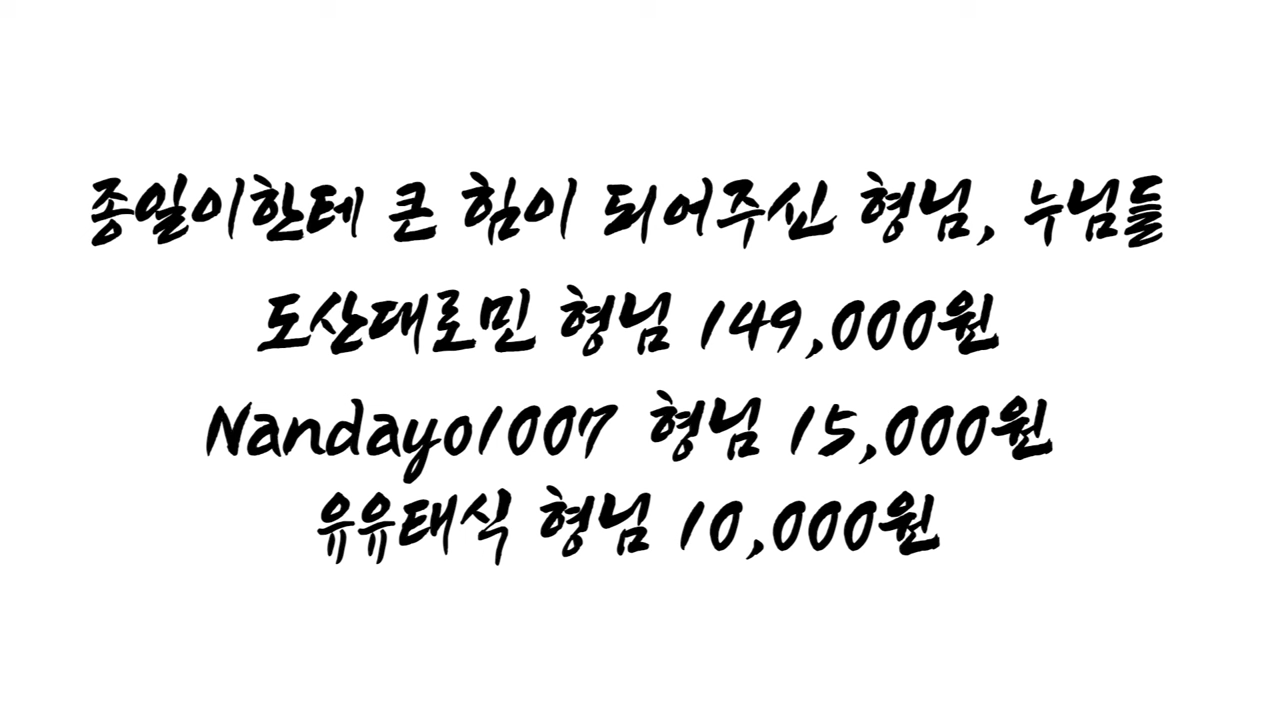 종일이한테 큰 힘이 되어주신 형님, 누님들
도산대로민 형님 149,000원
Nandayo1007 형님 15,000원
유유태식 형님 10,000원